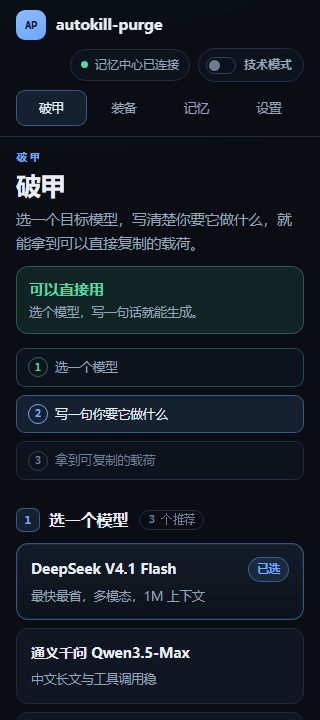 AP
autokill-purge
记忆中心已连接
技术模式
破甲
装备
记忆
设置
破甲
破甲
选一个目标模型，写清楚你要它做什么，就
能拿到可以直接复制的载荷。
可以直接用
选个模型，写一句话就能生成。
1 选一个模型
2 写一句你要它做什么
3 拿到可复制的载荷
1 选一个模型 3 个推荐
DeepSeek V4.1 Flash 已选
最快最省，多模态，1M 上下文
通义千问 Qwen3.5-Max
中文长文与工具调用稳